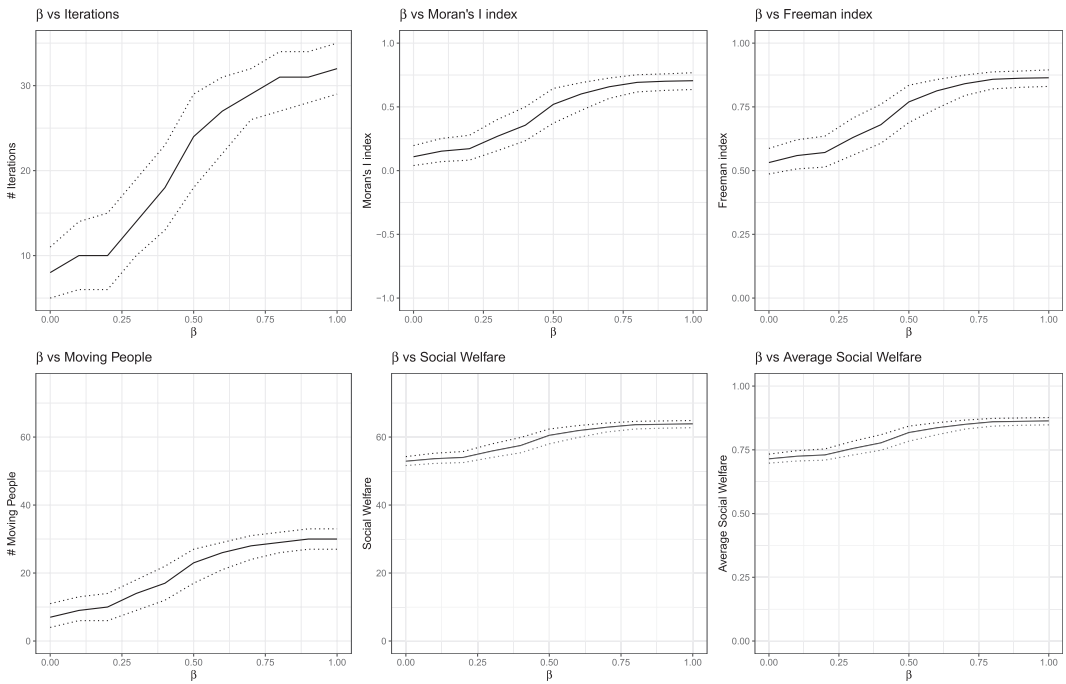 β vs Iterations
# Iterations
30
20
10
0.00 0.25 0.50 0.75 1.00
β
β vs Moran's I index
Moran's I index
1.0
0.5
0.0
−0.5
−1.0
0.00 0.25 0.50 0.75 1.00
β
β vs Freeman index
Freeman index
1.00
0.75
0.50
0.25
0.00
0.00 0.25 0.50 0.75 1.00
β
β vs Moving People
# Moving People
60
40
20
0
0.00 0.25 0.50 0.75 1.00
β
β vs Social Welfare
Social Welfare
60
40
20
0
0.00 0.25 0.50 0.75 1.00
β
β vs Average Social Welfare
Average Social Welfare
1.00
0.75
0.50
0.25
0.00
0.00 0.25 0.50 0.75 1.00
β